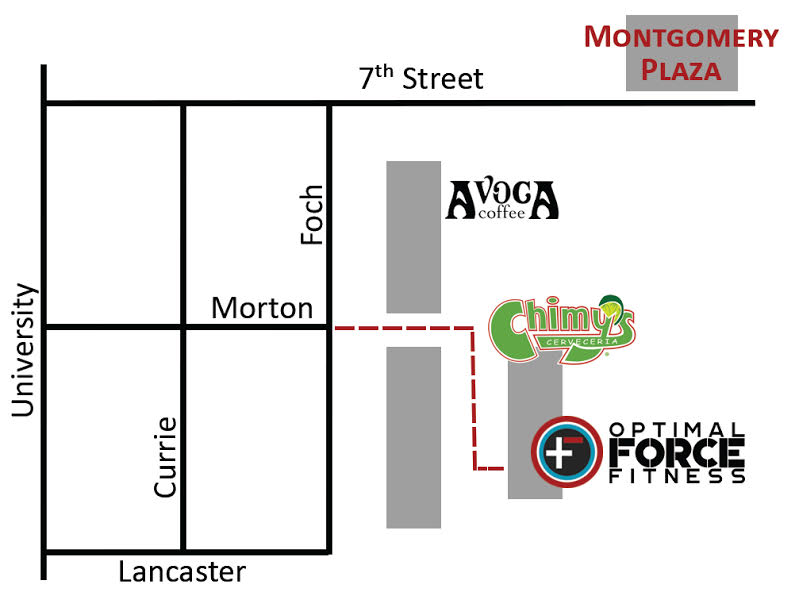 MONTGOMERY
PLAZA
7th Street
AVOCA
coffee
Foch
Morton
University
Chimy's
CERVECERIA
Currie
OPTIMAL
FORCE
FITNESS
Lancaster